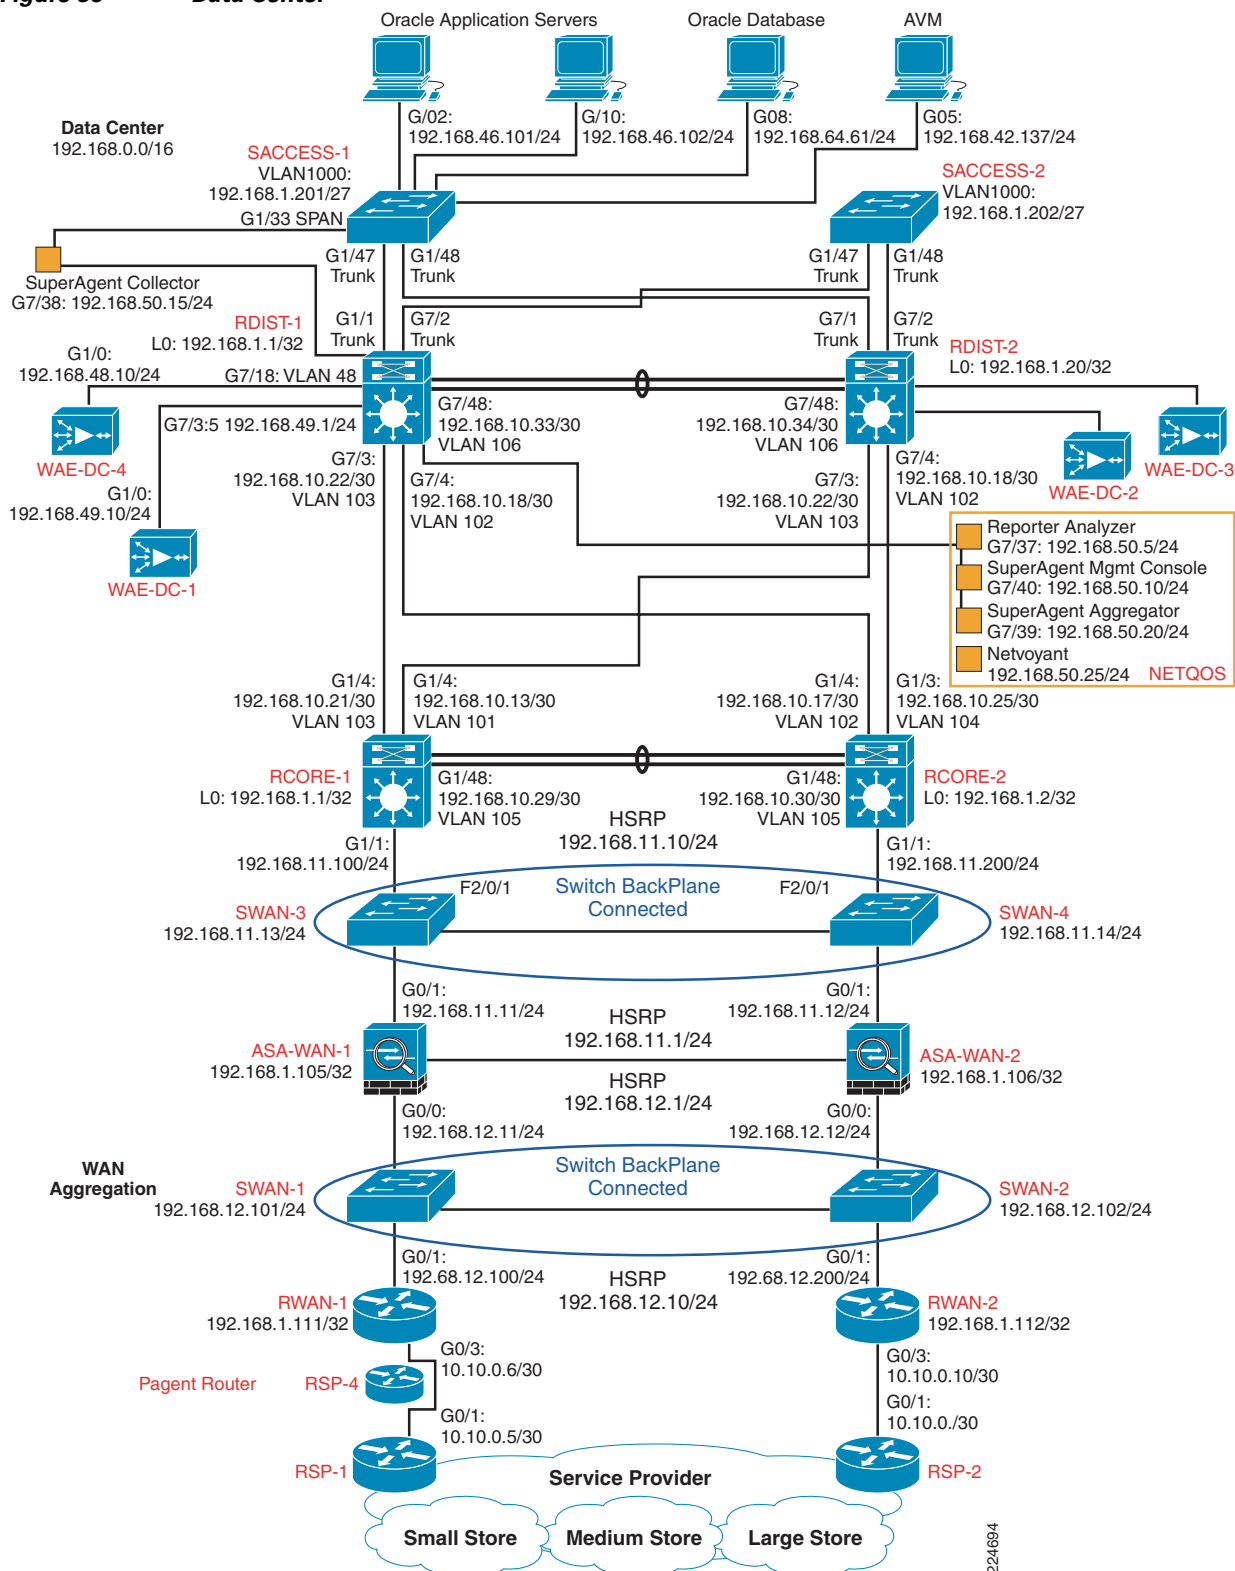 Data Center
Oracle Application Servers
Oracle Database
AVM
G/02:
192.168.46.101/24
G/10:
192.168.46.102/24
G08:
192.168.64.61/24
G05:
192.168.42.137/24
Data Center
192.168.0.0/16
SACCESS-1
VLAN1000:
192.168.1.201/27
G1/33 SPAN
SACCESS-2
VLAN1000:
192.168.1.202/27
G1/47
Trunk
G1/48
Trunk
G1/47
Trunk
G1/48
Trunk
SuperAgent Collector
G7/38: 192.168.50.15/24
RDIST-1
L0: 192.168.1.1/32
G1/1
Trunk
G7/2
Trunk
G7/1
Trunk
G7/2
Trunk
RDIST-2
L0: 192.168.1.20/32
G1/0:
192.168.48.10/24
G7/18: VLAN 48
G7/3:5 192.168.49.1/24
WAE-DC-4
G7/48:
192.168.10.33/30
VLAN 106
G7/48:
192.168.10.34/30
VLAN 106
WAE-DC-3
WAE-DC-2
G1/0:
192.168.49.10/24
WAE-DC-1
G7/3:
192.168.10.22/30
VLAN 103
G7/4:
192.168.10.18/30
VLAN 102
G7/3:
192.168.10.22/30
VLAN 103
G7/4:
192.168.10.18/30
VLAN 102
Reporter Analyzer
G7/37: 192.168.50.5/24
SuperAgent Mgmt Console
G7/40: 192.168.50.10/24
SuperAgent Aggregator
G7/39: 192.168.50.20/24
Netvoyant
192.168.50.25/24
NETQOS
G1/4:
192.168.10.21/30
VLAN 103
G1/4:
192.168.10.13/30
VLAN 101
G1/4:
192.168.10.17/30
VLAN 102
G1/3:
192.168.10.25/30
VLAN 104
RCORE-1
L0: 192.168.1.1/32
G1/48:
192.168.10.29/30
VLAN 105
G1/48:
192.168.10.30/30
VLAN 105
RCORE-2
L0: 192.168.1.2/32
HSRP
192.168.11.10/24
G1/1:
192.168.11.100/24
G1/1:
192.168.11.200/24
F2/0/1
Switch BackPlane
Connected
F2/0/1
SWAN-3
192.168.11.13/24
SWAN-4
192.168.11.14/24
G0/1:
192.168.11.11/24
HSRP
192.168.11.1/24
G0/1:
192.168.11.12/24
ASA-WAN-1
192.168.1.105/32
ASA-WAN-2
192.168.1.106/32
HSRP
192.168.12.1/24
G0/0:
192.168.12.11/24
G0/0:
192.168.12.12/24
WAN
Aggregation
Switch BackPlane
Connected
SWAN-1
192.168.12.101/24
SWAN-2
192.168.12.102/24
G0/1:
192.68.12.100/24
HSRP
192.168.12.10/24
G0/1:
192.68.12.200/24
RWAN-1
192.168.1.111/32
RWAN-2
192.168.1.112/32
G0/3:
10.10.0.6/30
G0/3:
10.10.0.10/30
Pagent Router
RSP-4
G0/1:
10.10.0.5/30
G0/1:
10.10.0./30
RSP-1
Service Provider
RSP-2
Small Store
Medium Store
Large Store
224694